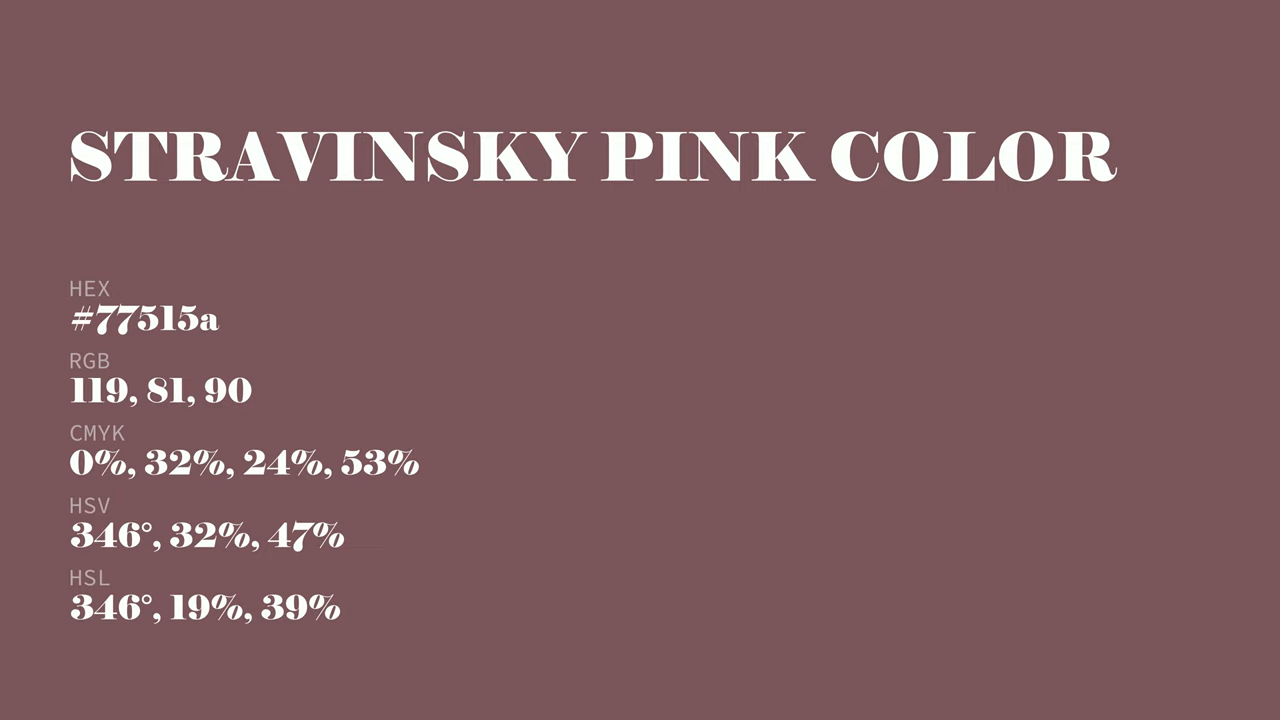 STRAVINSKY PINK COLOR
HEX
#77515a
RGB
119, 81, 90
CMYK
0%, 32%, 24%, 53%
HSV
346°, 32%, 47%
HSL
346°, 19%, 39%